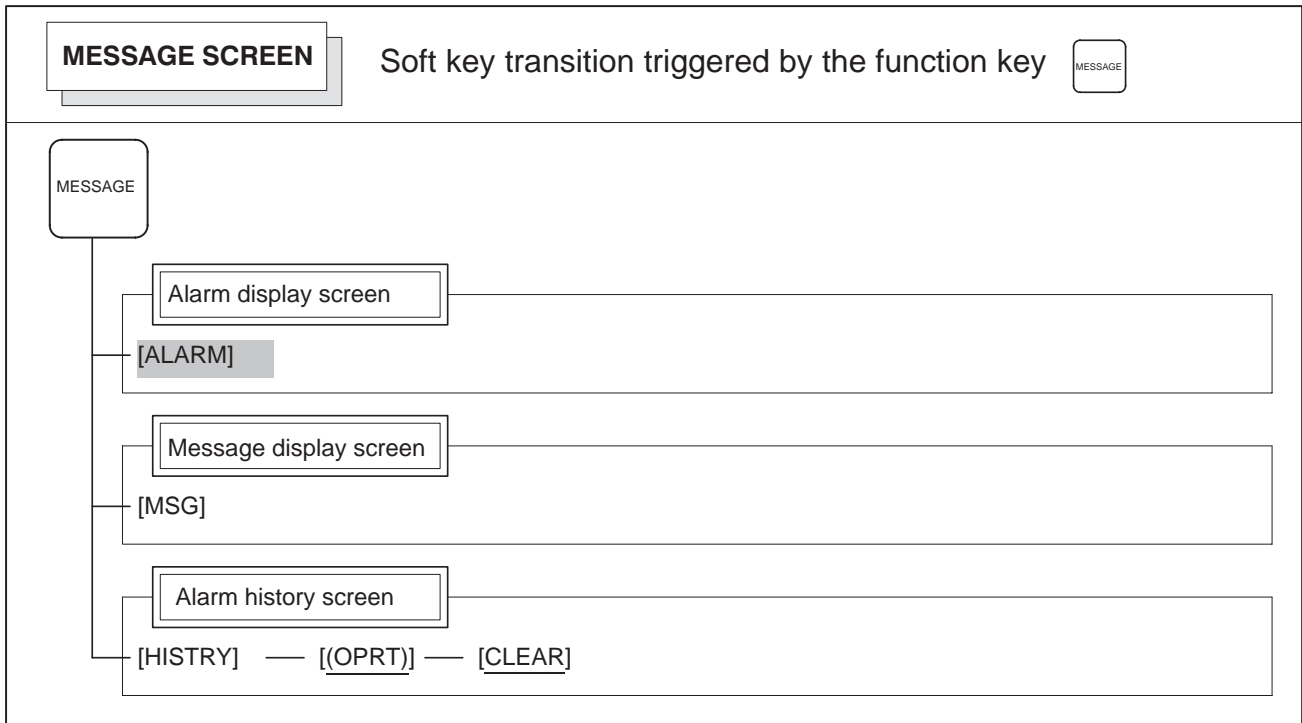 MESSAGE SCREEN
Soft key transition triggered by the function key MESSAGE
MESSAGE
Alarm display screen
[ALARM]
Message display screen
[MSG]
Alarm history screen
[HISTRY] [(OPRT)] [CLEAR]